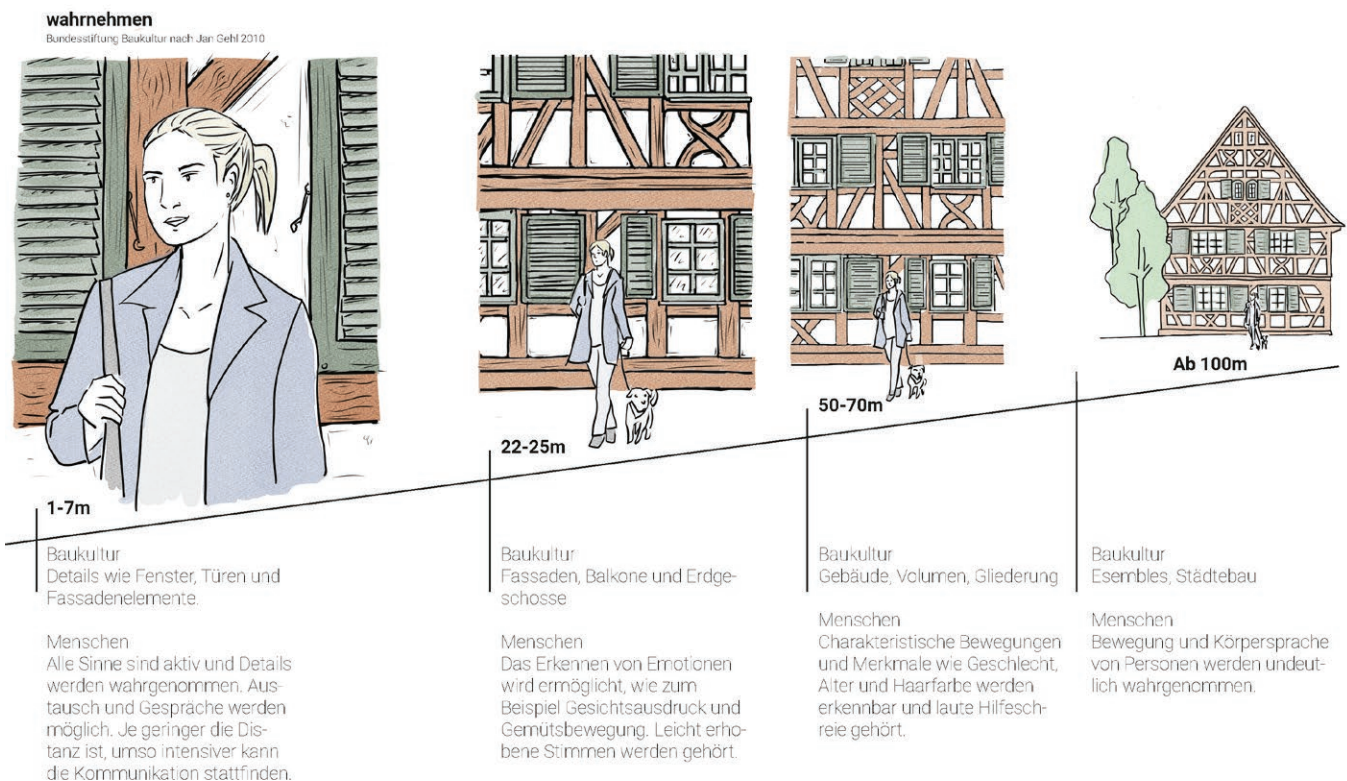 wahrnehmen
Bundesstiftung Baukultur nach Jan Gehl 2010
1-7m
Baukultur
Details wie Fenster, Türen und
Fassadenelemente.
Menschen
Alle Sinne sind aktiv und Details
werden wahrgenommen. Aus-
tausch und Gespräche werden
möglich. Je geringer die Dis-
tanz ist, umso intensiver kann
die Kommunikation stattfinden.
22-25m
Baukultur
Fassaden, Balkone und Erdge-
schosse
Menschen
Das Erkennen von Emotionen
wird ermöglicht, wie zum
Beispiel Gesichtsausdruck und
Gemütsbewegung. Leicht erho-
bene Stimmen werden gehört.
50-70m
Baukultur
Gebäude, Volumen, Gliederung
Menschen
Charakteristische Bewegungen
und Merkmale wie Geschlecht,
Alter und Haarfarbe werden
erkennbar und laute Hilfesch-
reie gehört.
Ab 100m
Baukultur
Esembles, Städtebau
Menschen
Bewegung und Körpersprache
von Personen werden undeut-
lich wahrgenommen.